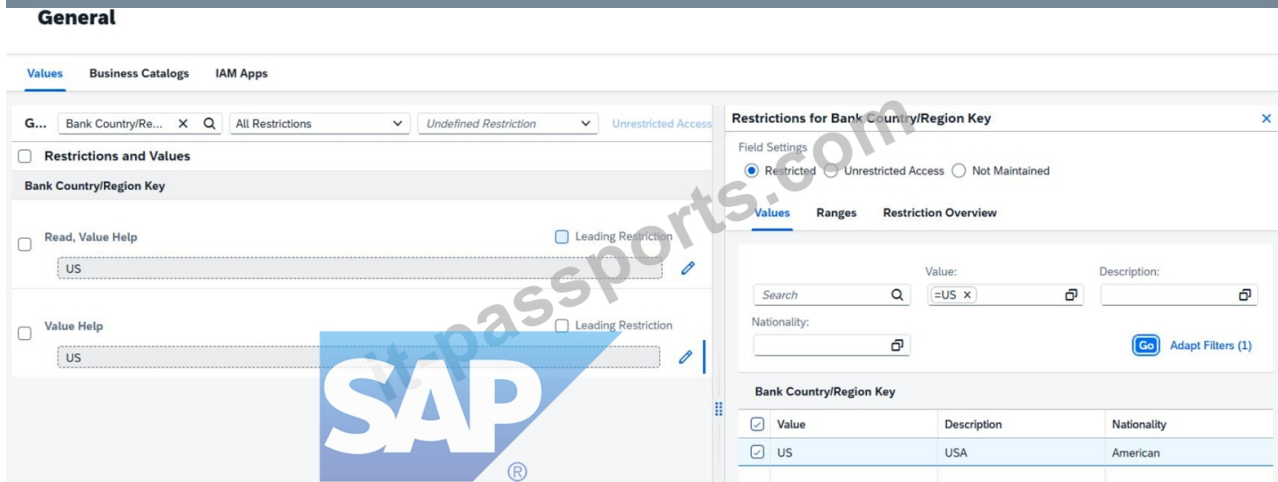 General
Values Business Catalogs IAM Apps
G... Bank Country/Re... All Restrictions Undefined Restriction Unrestricted Access
Restrictions and Values
Bank Country/Region Key
Read, Value Help Leading Restriction
US
Value Help Leading Restriction
US
Restrictions for Bank Country/Region Key
Field Settings
Restricted Unrestricted Access Not Maintained
Values Ranges Restriction Overview
Value: Description:
Search =US
Nationality:
Go Adapt Filters (1)
Bank Country/Region Key
Value Description Nationality
US USA American
it-passports.com
SAP ®